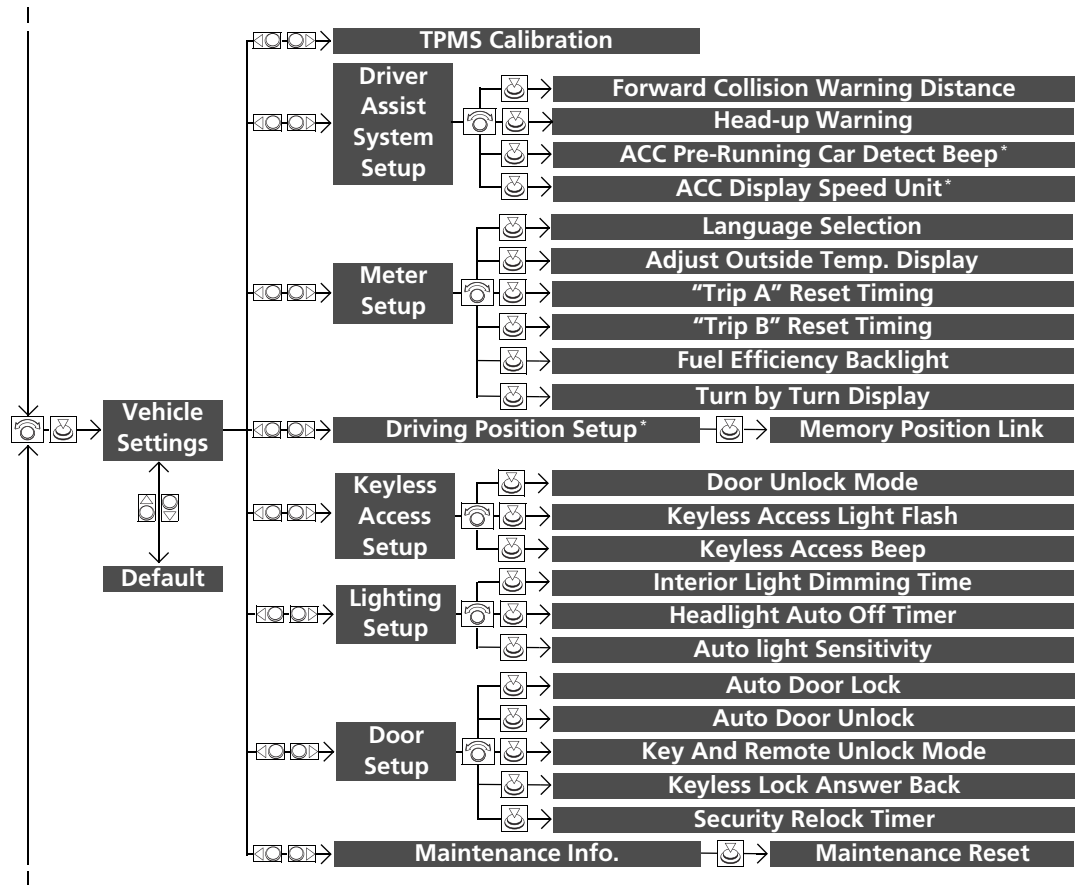 TPMS Calibration
Driver
Assist
System
Setup
Forward Collision Warning Distance
Head-up Warning
ACC Pre-Running Car Detect Beep*
ACC Display Speed Unit*
Meter
Setup
Language Selection
Adjust Outside Temp. Display
“Trip A” Reset Timing
“Trip B” Reset Timing
Fuel Efficiency Backlight
Turn by Turn Display
Vehicle
Settings
Default
Driving Position Setup*
Memory Position Link
Keyless
Access
Setup
Door Unlock Mode
Keyless Access Light Flash
Keyless Access Beep
Lighting
Setup
Interior Light Dimming Time
Headlight Auto Off Timer
Auto light Sensitivity
Door
Setup
Auto Door Lock
Auto Door Unlock
Key And Remote Unlock Mode
Keyless Lock Answer Back
Security Relock Timer
Maintenance Info.
Maintenance Reset